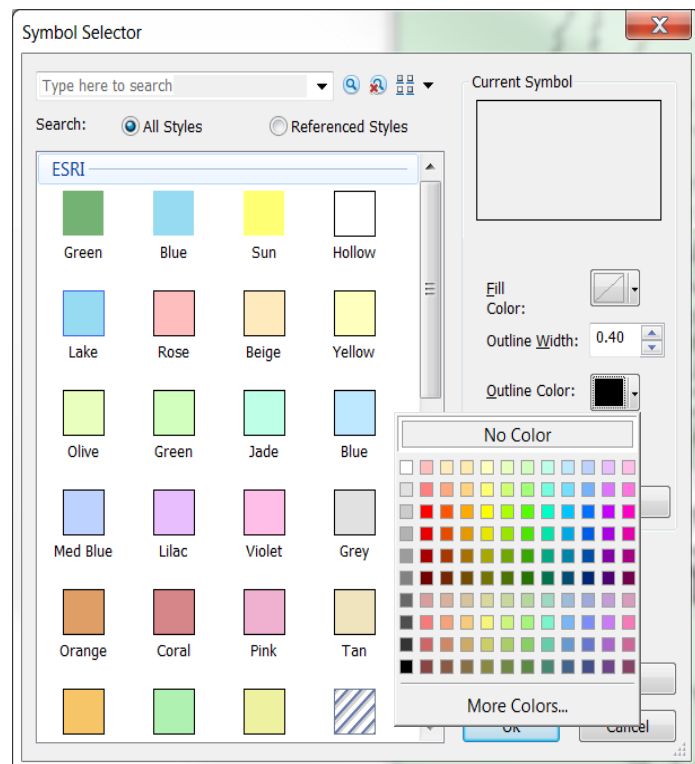 Symbol Selector
X
Type here to search
Search:
All Styles
Referenced Styles
ESRI
Green
Blue
Sun
Hollow
Lake
Rose
Beige
Yellow
Olive
Green
Jade
Blue
Med Blue
Lilac
Violet
Grey
Orange
Coral
Pink
Tan
Current Symbol
Fill
Color:
Outline Width:
0.40
Outline Color:
No Color
More Colors...
OK
Cancel